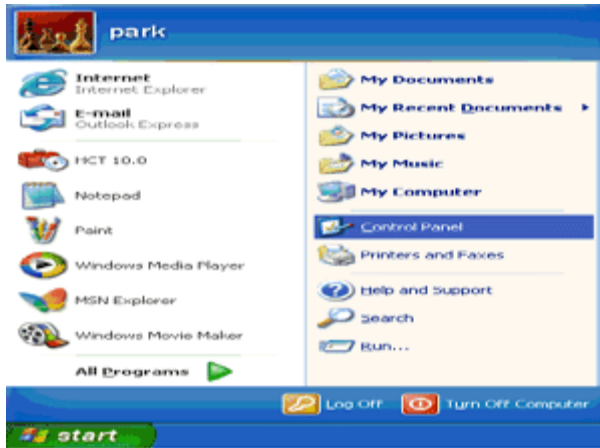 park
Internet
Internet Explorer
E-mail
Outlook Express
HCT 10.0
Notepad
Paint
Windows Media Player
MSN Explorer
Windows Movie Maker
All Programs
My Documents
My Recent Documents
My Pictures
My Music
My Computer
Control Panel
Printers and Faxes
Help and Support
Search
Run...
Log Off
Turn Off Computer
start